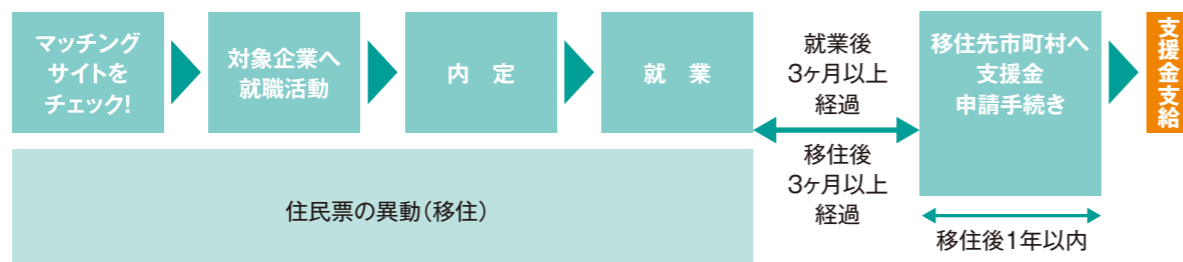 マッチング
サイトを
チェック!
対象企業へ
就職活動
内　定
就　業
就業後
3ヶ月以上
経過
移住後
3ヶ月以上
経過
移住先市町村へ
支援金
申請手続き
支援金支給
住民票の異動(移住)
移住後1年以内